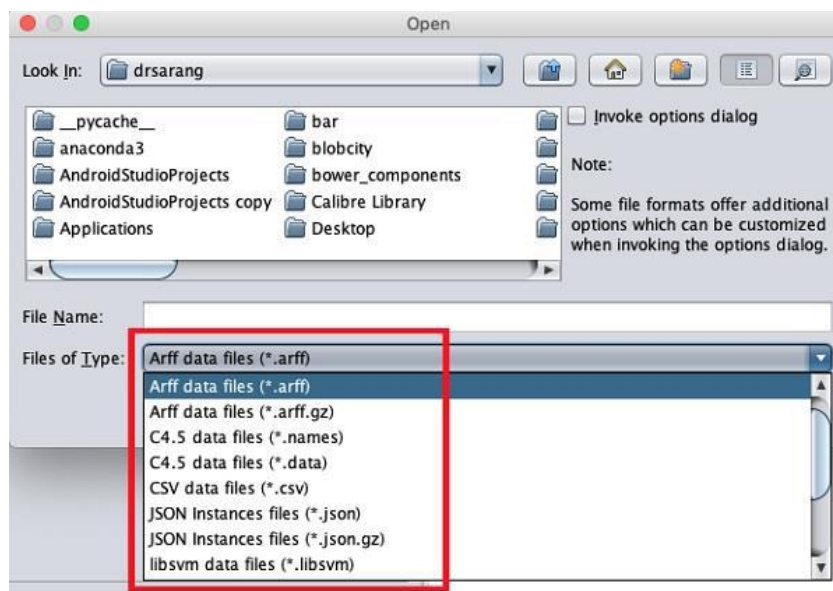 Open
Look In: drsarang
__pycache__ bar
anaconda3 blobcity
AndroidStudioProjects bower_components
AndroidStudioProjects copy Calibre Library
Applications Desktop
Invoke options dialog
Note:
Some file formats offer additional
options which can be customized
when invoking the options dialog.
File Name:
Files of Type: Arff data files (*.arff)
Arff data files (*.arff)
Arff data files (*.arff.gz)
C4.5 data files (*.names)
C4.5 data files (*.data)
CSV data files (*.csv)
JSON Instances files (*.json)
JSON Instances files (*.json.gz)
libsvm data files (*.libsvm)